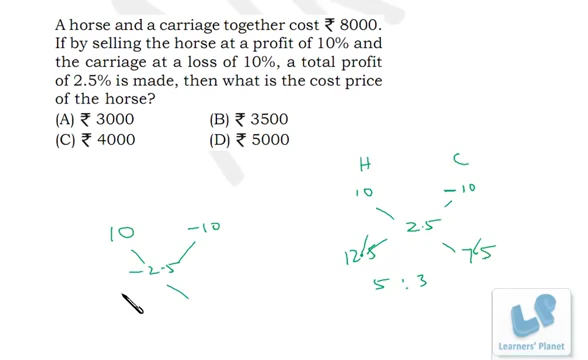 A horse and a carriage together cost ₹ 8000.
If by selling the horse at a profit of 10% and
the carriage at a loss of 10%, a total profit
of 2.5% is made, then what is the cost price
of the horse?
(A) ₹ 3000 (B) ₹ 3500
(C) ₹ 4000 (D) ₹ 5000
H C
10 -10
2.5
12.5 7.5
5 : 3
10 -10
-2.5
LP
Learners' Planet